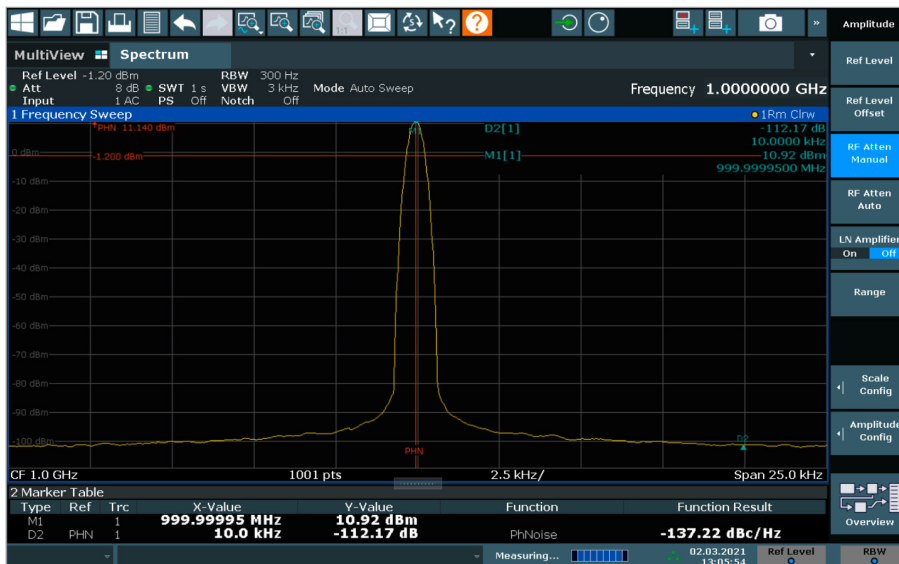 1:1
?
»
Amplitude
MultiView Spectrum
Ref Level -1.20 dBm RBW 300 Hz
Att 8 dB SWT 1 s VBW 3 kHz Mode Auto Sweep Frequency 1.0000000 GHz
Input 1 AC PS Off Notch Off
1 Frequency Sweep 1Rm Clrw
PHN 11.140 dBm M1 D2[1] -112.17 dB
10.0000 kHz
0 dBm -1.200 dBm M1[1] 10.92 dBm
999.9999500 MHz
-10 dBm
-20 dBm
-30 dBm
-40 dBm
-50 dBm
-60 dBm
-70 dBm
-80 dBm
-90 dBm
-100 dBm D2
PHN
CF 1.0 GHz 1001 pts 2.5 kHz/ Span 25.0 kHz
2 Marker Table
Type Ref Trc X-Value Y-Value Function Function Result
M1 1 999.99995 MHz 10.92 dBm
D2 PHN 1 10.0 kHz -112.17 dB PhNoise -137.22 dBc/Hz
Measuring... 02.03.2021
13:05:54
Ref Level RBW
Ref Level
Ref Level
Offset
RF Atten
Manual
RF Atten
Auto
LN Amplifier
On Off
Range
Scale
Config
Amplitude
Config
Overview